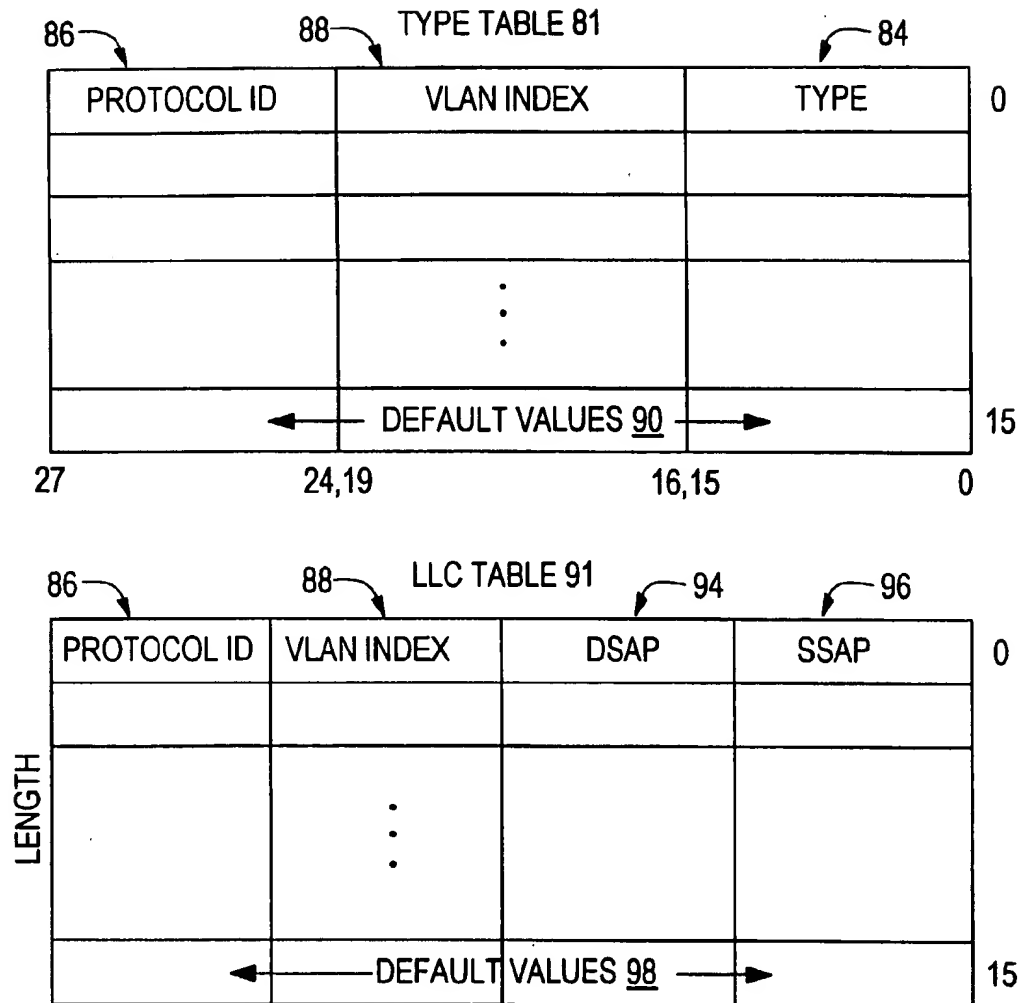 TYPE TABLE 81
86 88 84
PROTOCOL ID VLAN INDEX TYPE 0
DEFAULT VALUES 90 15
27 24,19 16,15 0
LLC TABLE 91
86 88 94 96
PROTOCOL ID VLAN INDEX DSAP SSAP 0
LENGTH
DEFAULT VALUES 98 15